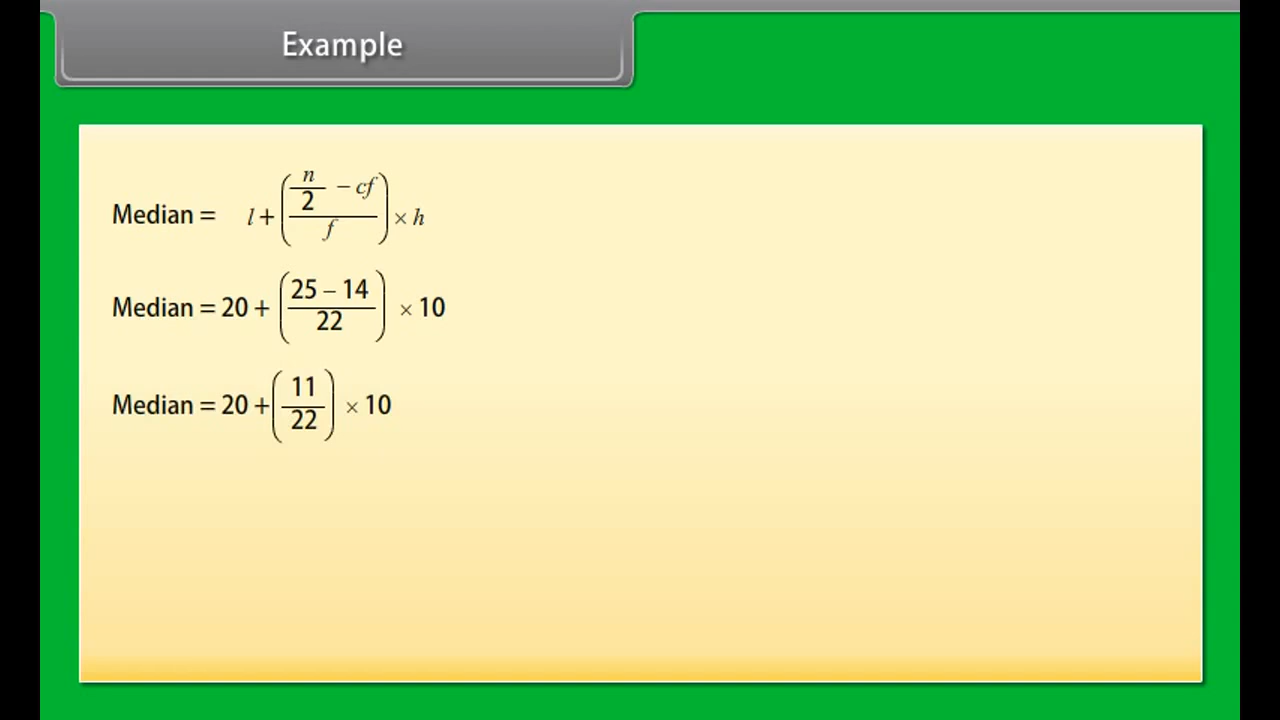 Example
Median = l + ((n/2 − cf)/f) × h
Median = 20 + ((25 − 14)/22) × 10
Median = 20 + (11/22) × 10